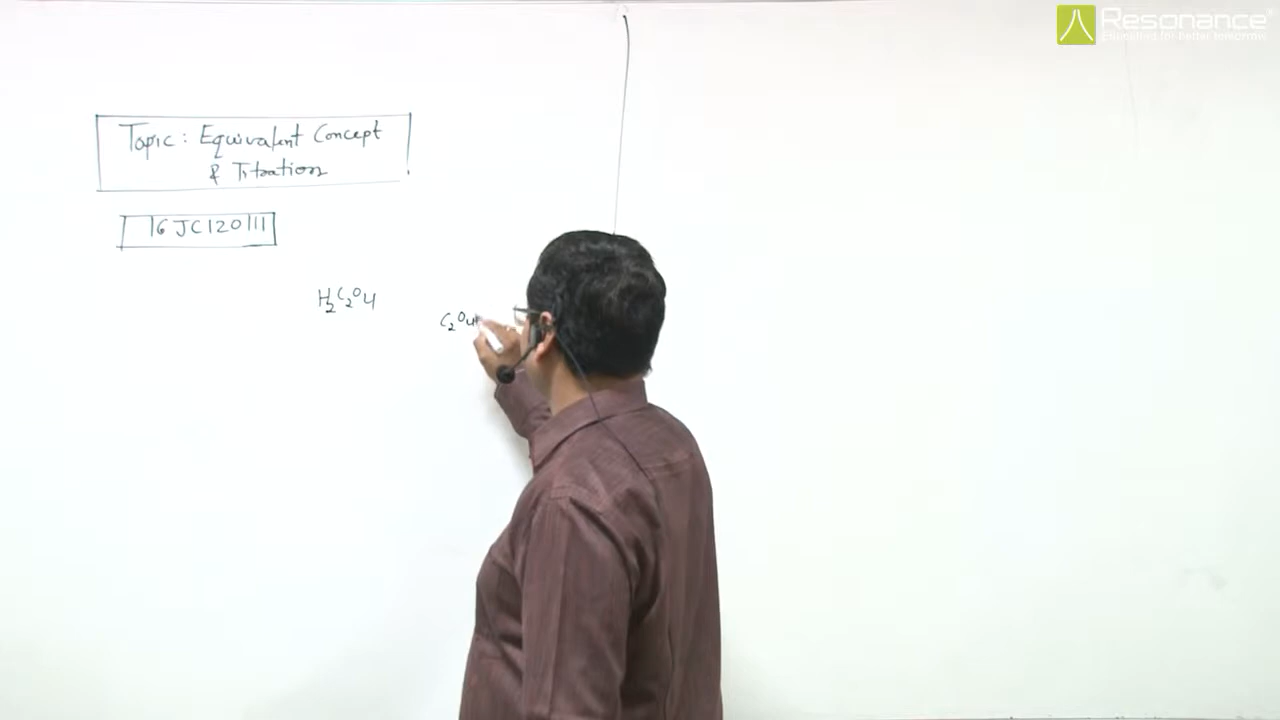 Resonance®
Educating for better tomorrow
Topic: Equivalent Concept
& Titration
16JC120111
H2C2O4
C2O4